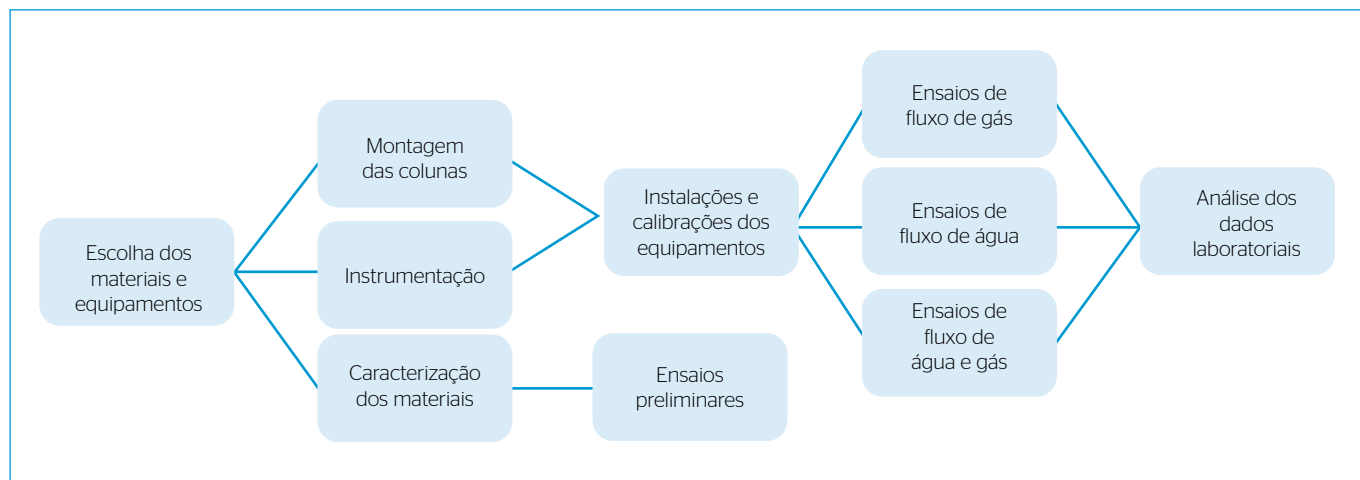 Escolha dos
materiais e
equipamentos
Montagem
das colunas
Instrumentação
Caracterização
dos materiais
Instalações e
calibrações dos
equipamentos
Ensaios
preliminares
Ensaios de
fluxo de gás
Ensaios de
fluxo de água
Ensaios de
fluxo de
água e gás
Análise dos
dados
laboratoriais